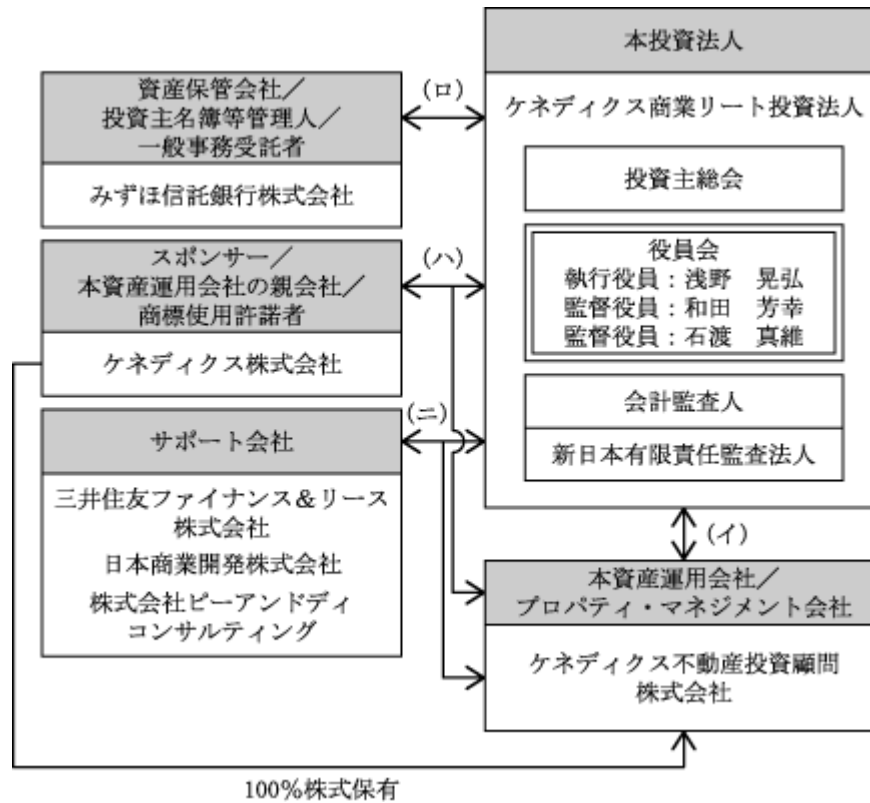 資産保管会社／
投資主名簿等管理人／
一般事務受託者
みずほ信託銀行株式会社
(ロ)
スポンサー／
本資産運用会社の親会社／
商標使用許諾者
ケネディクス株式会社
(ハ)
サポート会社
三井住友ファイナンス＆リース
株式会社
日本商業開発株式会社
株式会社ピーアンドディ
コンサルティング
(ニ)
本投資法人
ケネディクス商業リート投資法人
投資主総会
役員会
執行役員：浅野　晃弘
監督役員：和田　芳幸
監督役員：石渡　真維
会計監査人
新日本有限責任監査法人
(イ)
本資産運用会社／
プロパティ・マネジメント会社
ケネディクス不動産投資顧問
株式会社
100％株式保有